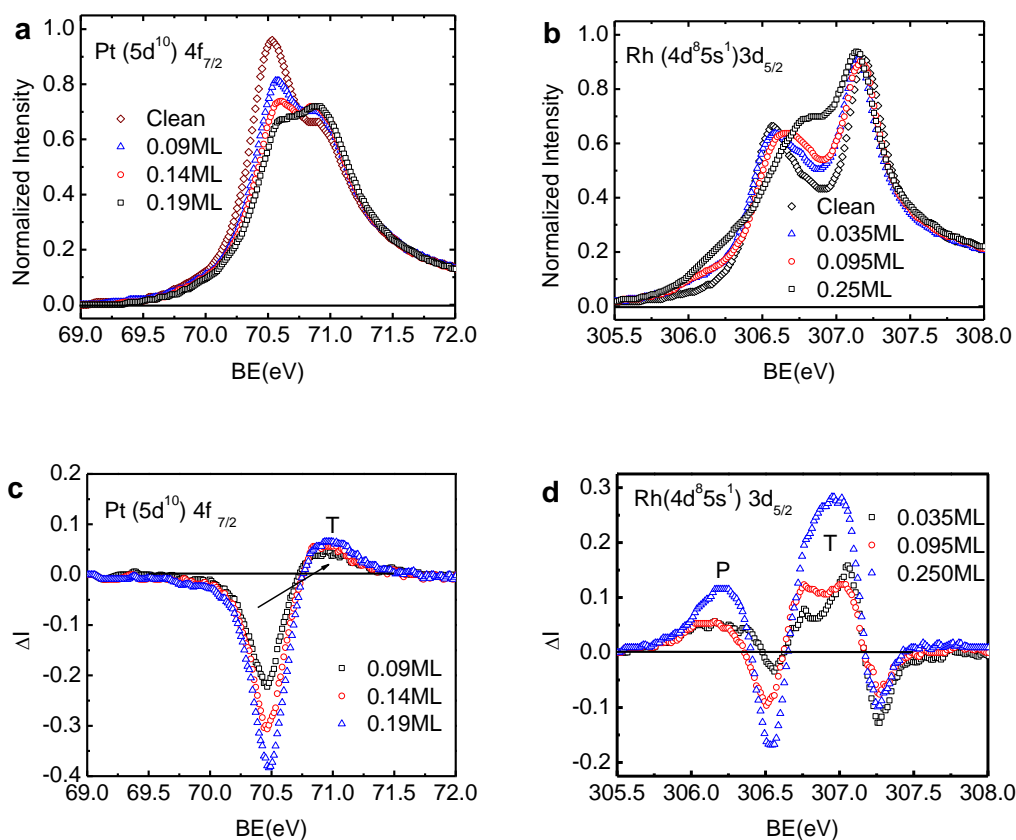 a
Pt (5d¹⁰) 4f₇/₂
Clean
0.09ML
0.14ML
0.19ML
Normalized Intensity
1.0
0.8
0.6
0.4
0.2
0.0
69.0 69.5 70.0 70.5 71.0 71.5 72.0
BE(eV)
b
Rh (4d⁸5s¹)3d₅/₂
Clean
0.035ML
0.095ML
0.25ML
Normalized Intensity
1.0
0.8
0.6
0.4
0.2
0.0
305.5 306.0 306.5 307.0 307.5 308.0
BE(eV)
c
Pt (5d¹⁰) 4f ₇/₂
T
0.09ML
0.14ML
0.19ML
ΔI
0.2
0.1
0.0
-0.1
-0.2
-0.3
-0.4
69.0 69.5 70.0 70.5 71.0 71.5 72.0
BE(eV)
d
Rh(4d⁸5s¹) 3d₅/₂
P
T
0.035ML
0.095ML
0.250ML
ΔI
0.3
0.2
0.1
0.0
-0.1
-0.2
305.5 306.0 306.5 307.0 307.5 308.0
BE(eV)